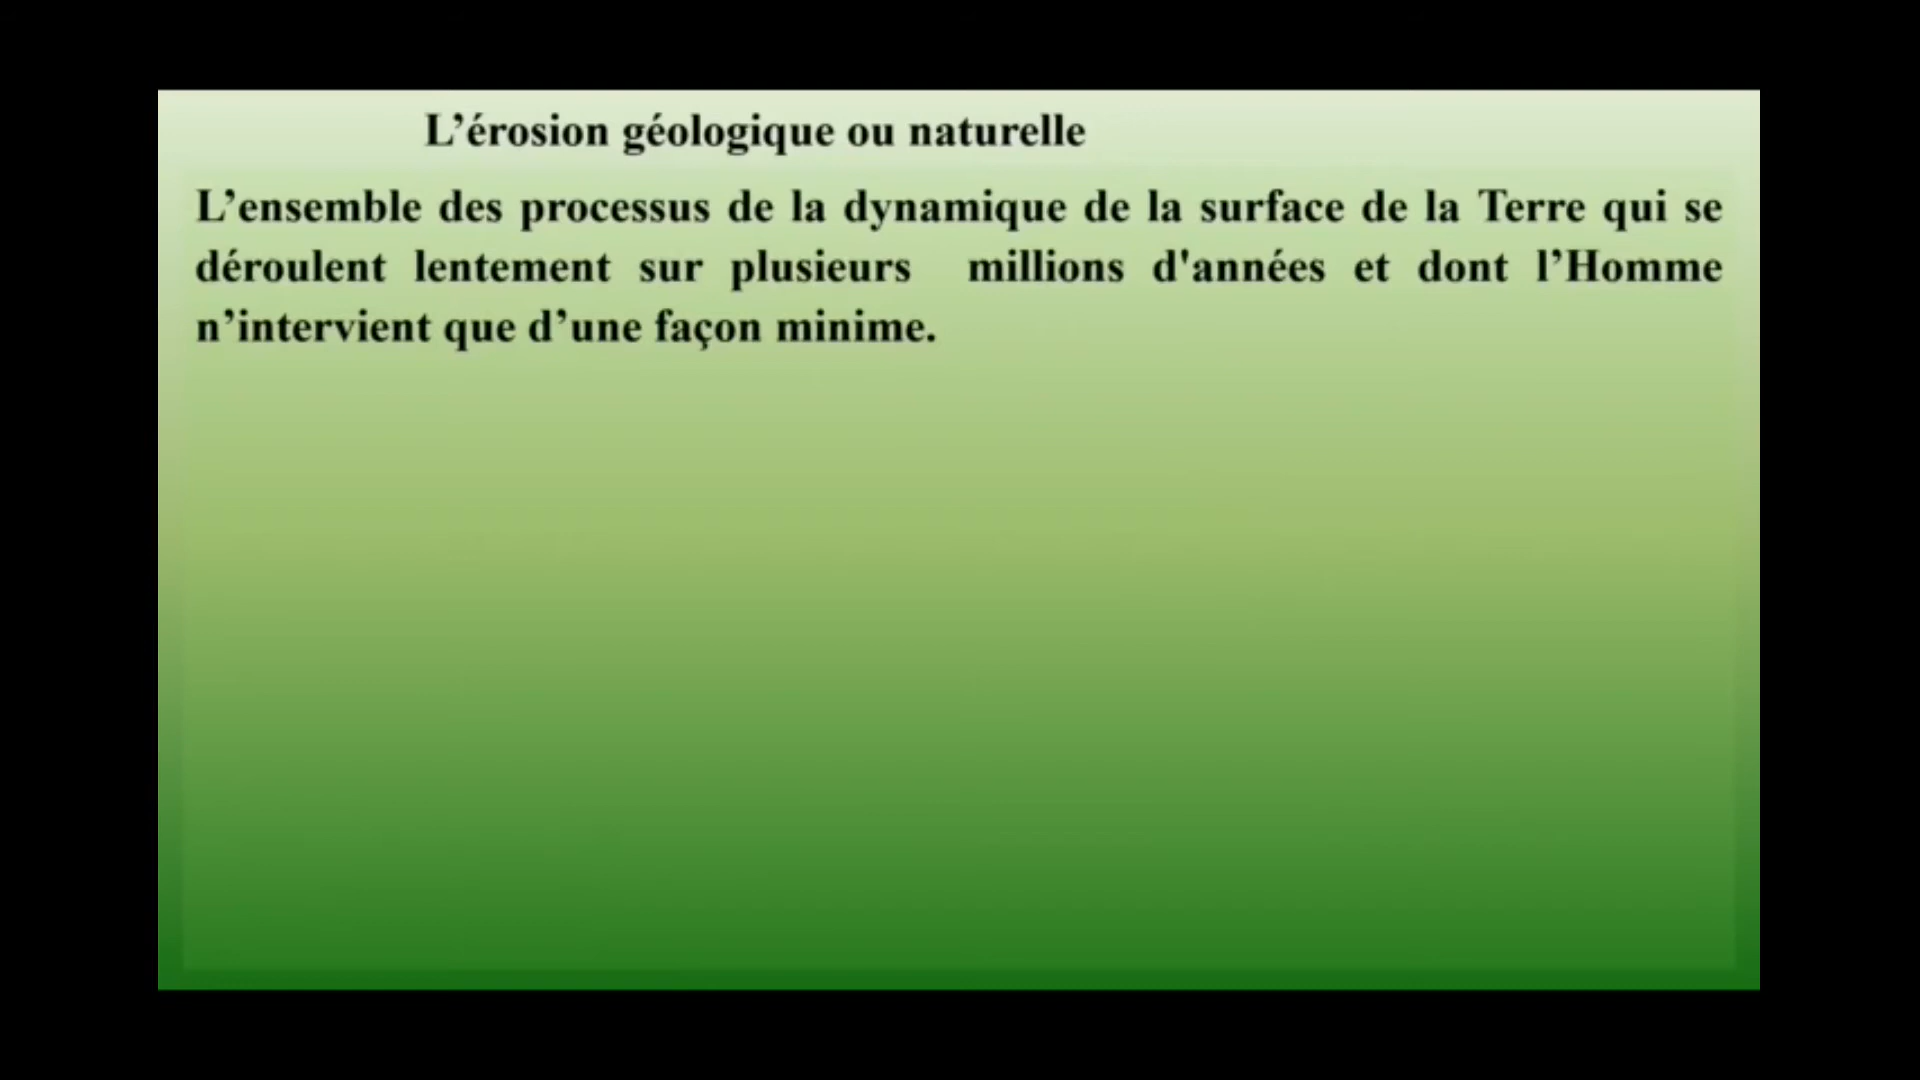 L’érosion géologique ou naturelle
L’ensemble des processus de la dynamique de la surface de la Terre qui se
déroulent lentement sur plusieurs millions d'années et dont l’Homme
n’intervient que d’une façon minime.